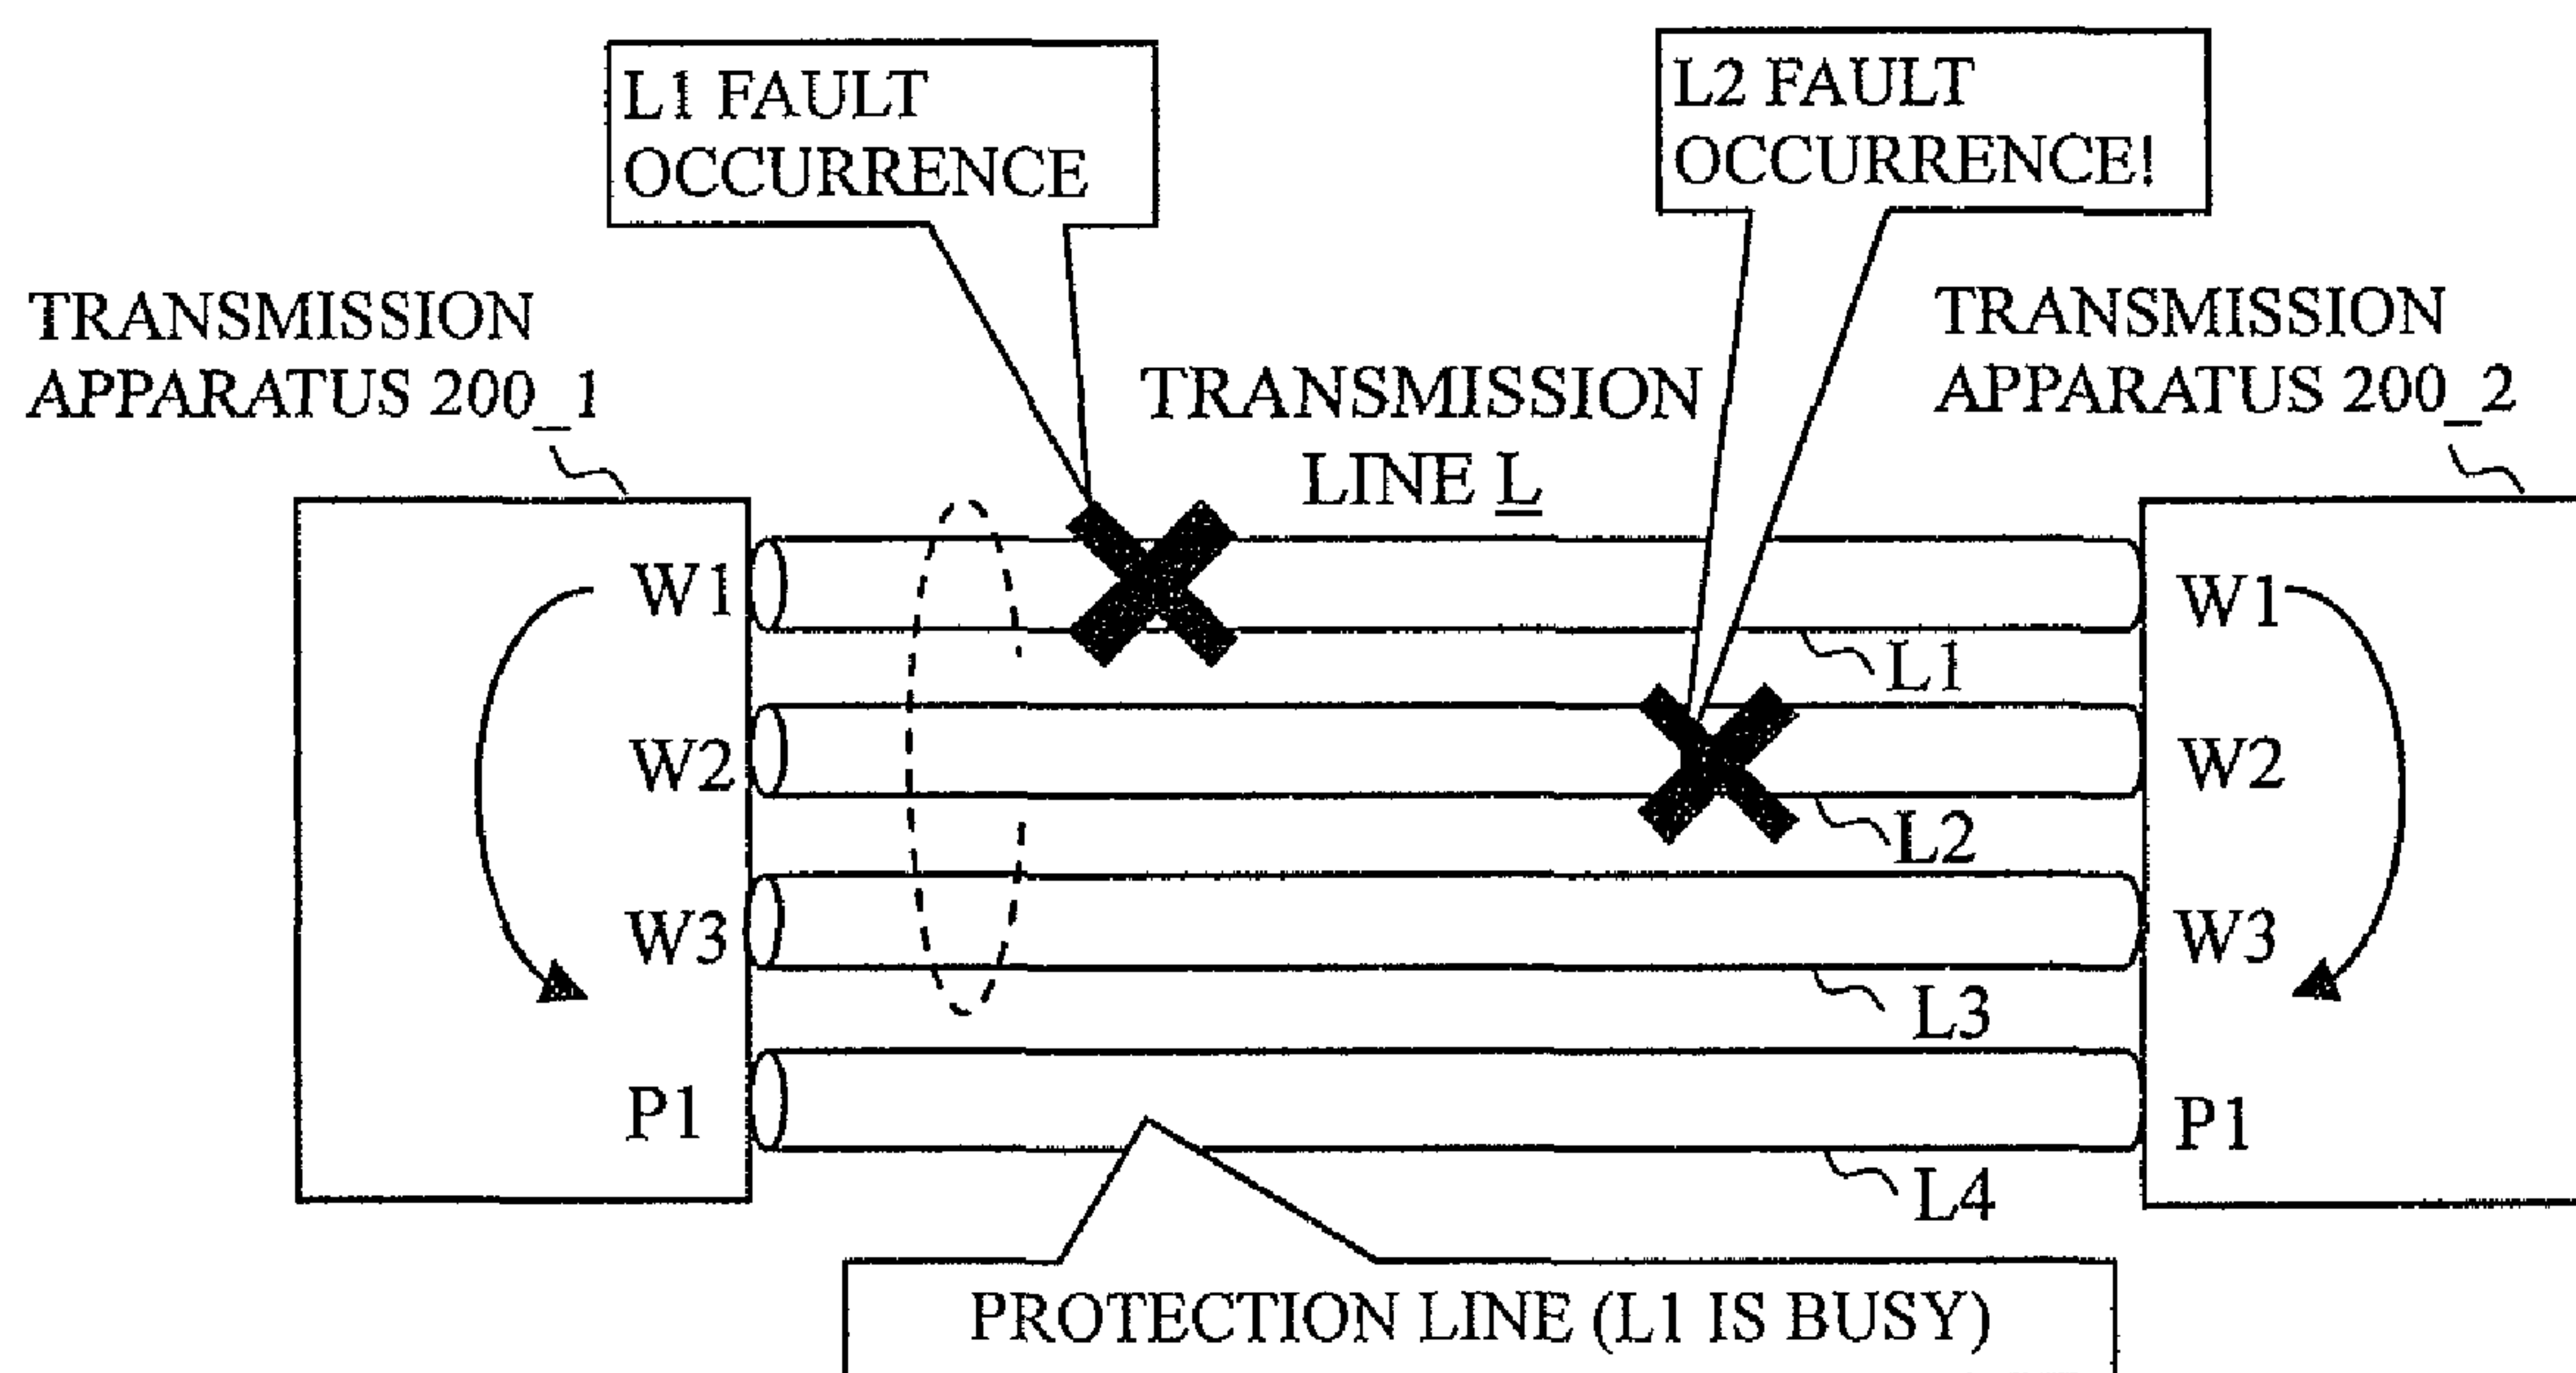 L1 FAULT
OCCURRENCE
L2 FAULT
OCCURRENCE!
TRANSMISSION
APPARATUS 200_1
TRANSMISSION
LINE L
TRANSMISSION
APPARATUS 200_2
W1
W1
L1
W2
W2
L2
W3
W3
L3
P1
P1
L4
PROTECTION LINE (L1 IS BUSY)